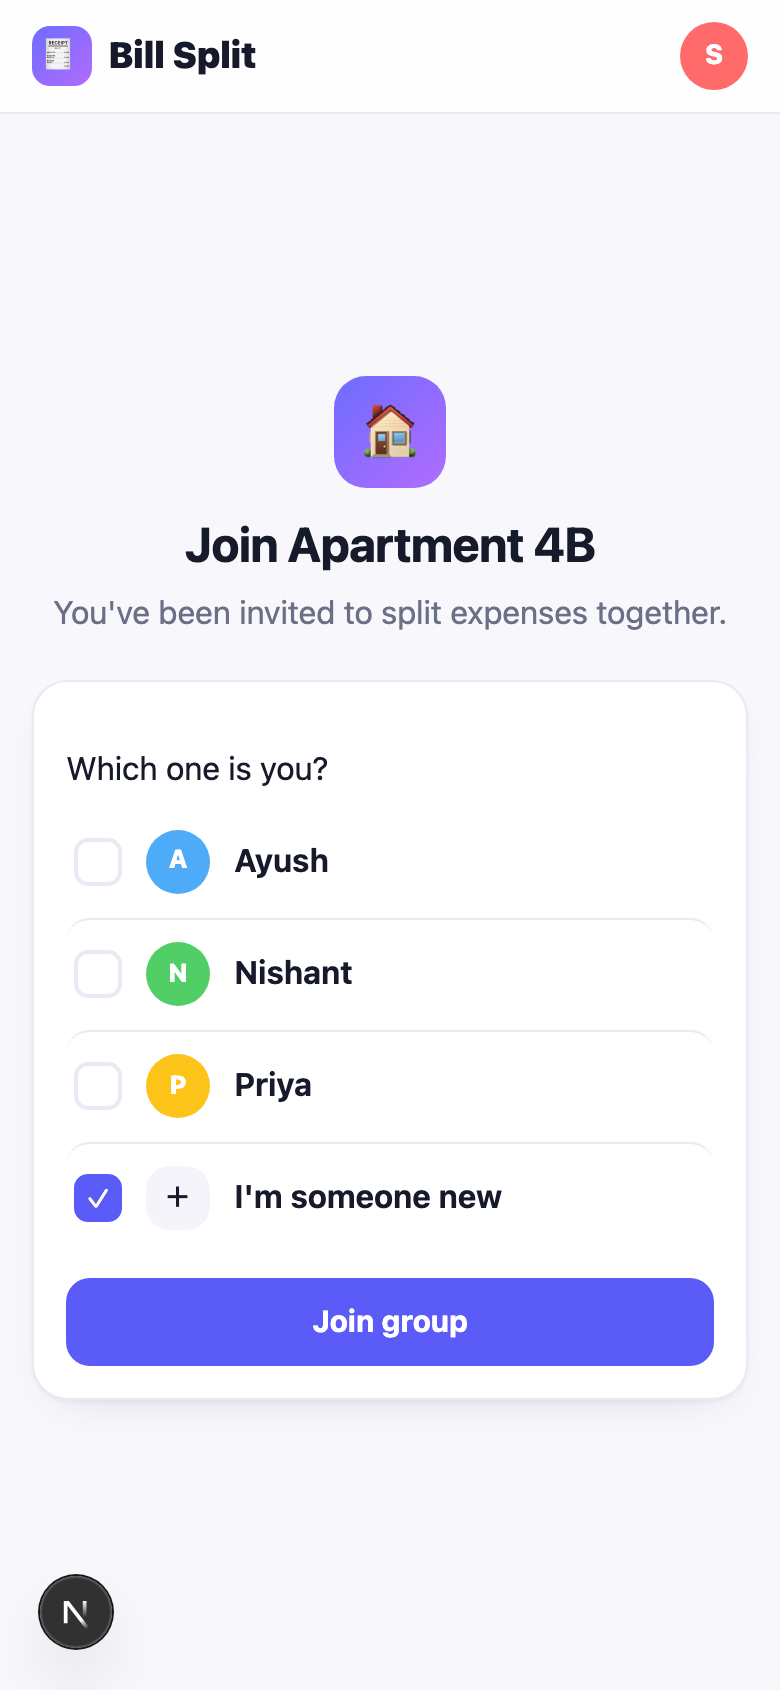 RECEIPT
Bill Split
S
Join Apartment 4B
You've been invited to split expenses together.
Which one is you?
A Ayush
N Nishant
P Priya
+ I'm someone new
Join group
N